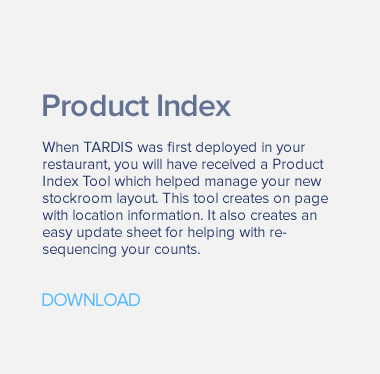 Product Index
When TARDIS was first deployed in your
restaurant, you will have received a Product
Index Tool which helped manage your new
stockroom layout. This tool creates on page
with location information. It also creates an
easy update sheet for helping with re-
sequencing your counts.
DOWNLOAD